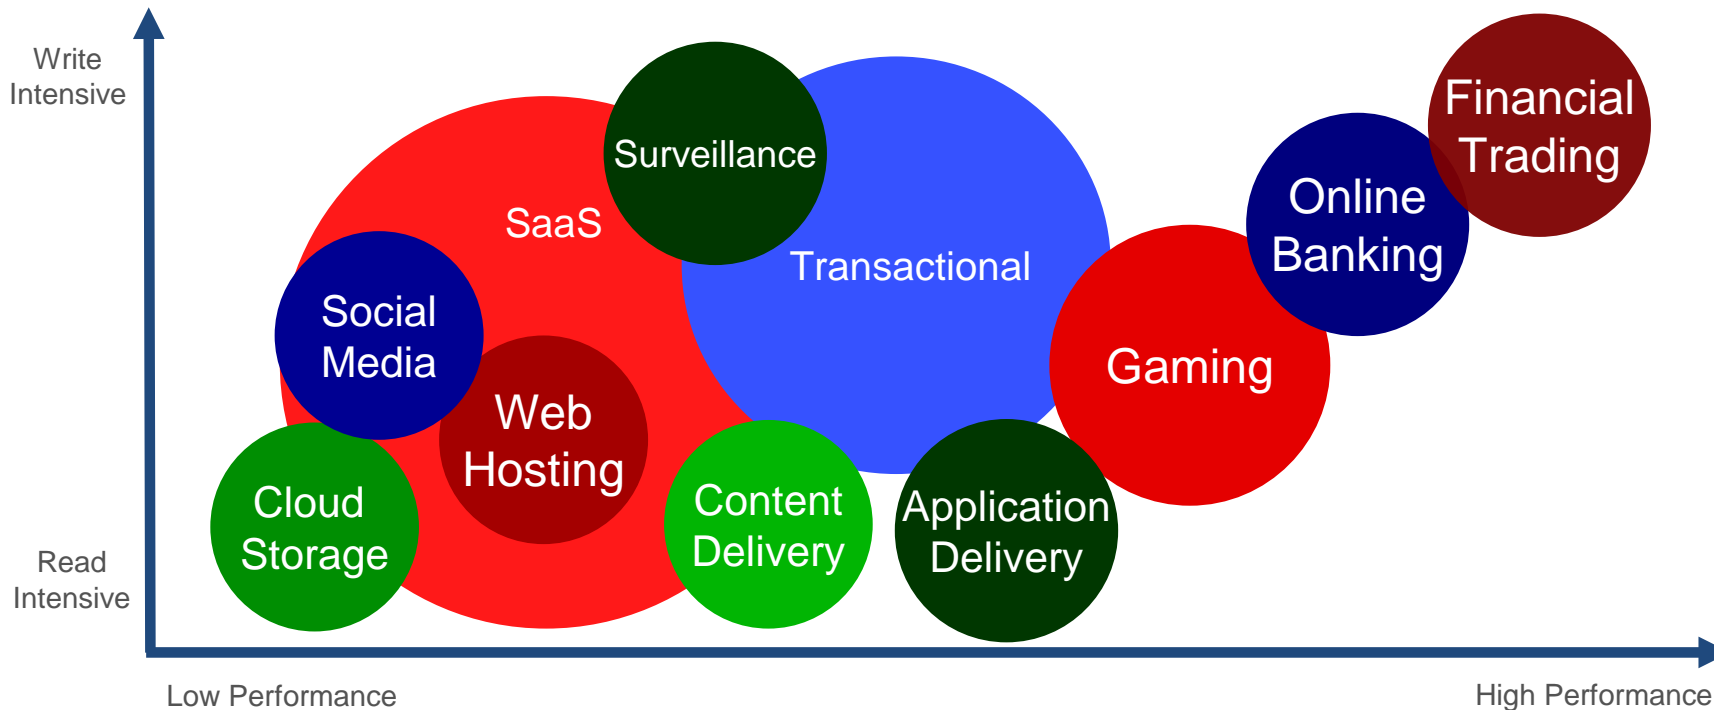 Write
Intensive
Financial
Trading
Surveillance
Online
Banking
SaaS
Transactional
Social
Media
Gaming
Web
Hosting
Cloud
Storage
Content
Delivery
Application
Delivery
Read
Intensive
Low Performance
High Performance